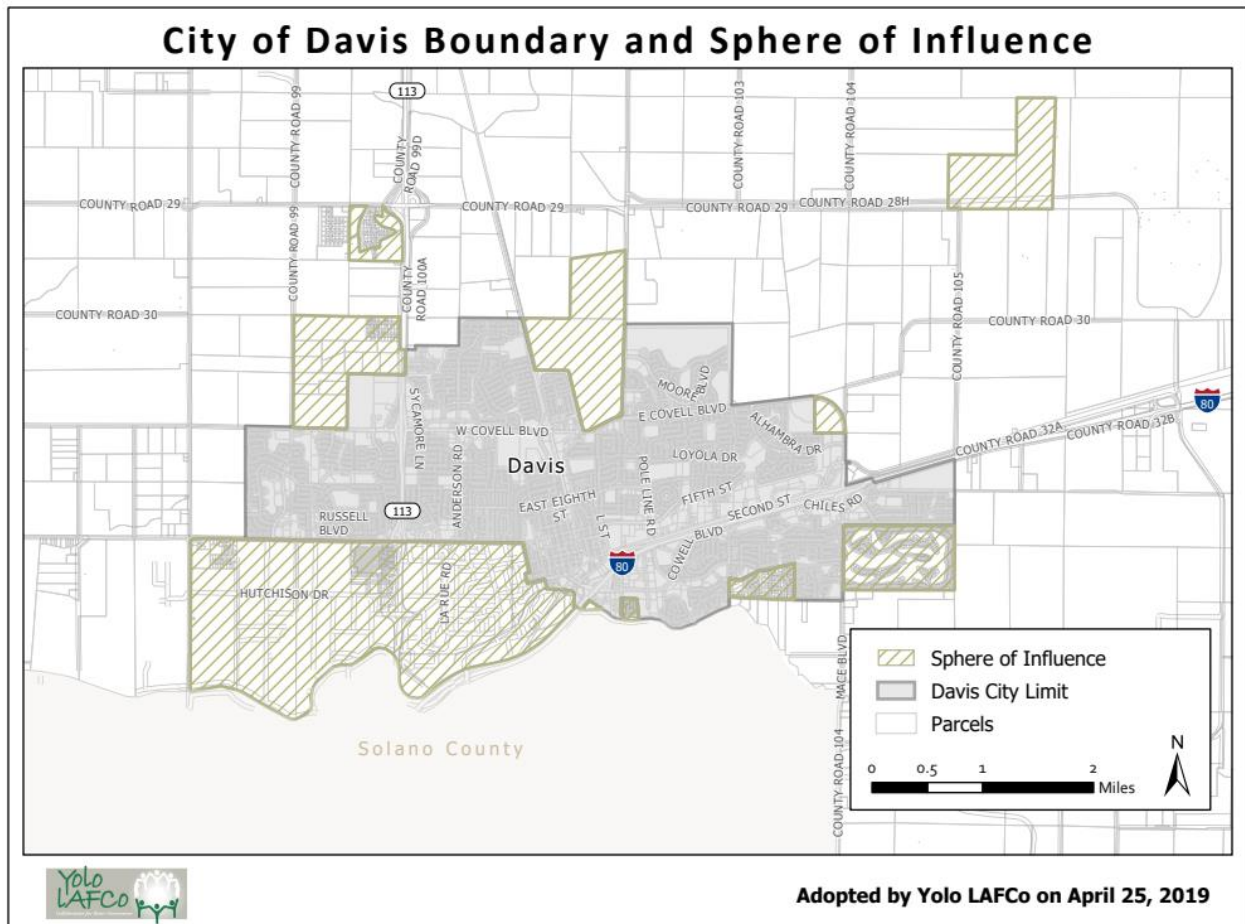 City of Davis Boundary and Sphere of Influence
113
COUNTY ROAD 99
COUNTY ROAD 99D
COUNTY ROAD 103
COUNTY ROAD 104
COUNTY ROAD 29
COUNTY ROAD 29
COUNTY ROAD 29
COUNTY ROAD 28H
COUNTY ROAD 99
COUNTY ROAD 100A
COUNTY ROAD 105
COUNTY ROAD 30
COUNTY ROAD 30
80
MOORE BLVD
E COVELL BLVD
SYCAMORE LN
W COVELL BLVD
ALHAMBRA DR
COUNTY ROAD 32A
COUNTY ROAD 32B
ANDERSON RD
Davis
LOYOLA DR
POLE LINE RD
EAST EIGHTH
ST
L ST
FIFTH ST
SECOND ST
CHILES RD
113
RUSSELL
BLVD
COWELL BLVD
80
HUTCHISON DR
LA RUE RD
MACE BLVD
COUNTY ROAD 104
Solano County
Sphere of Influence
Davis City Limit
Parcels
N
0 0.5 1 2
Miles
Yolo
LAFCo
Adopted by Yolo LAFCo on April 25, 2019